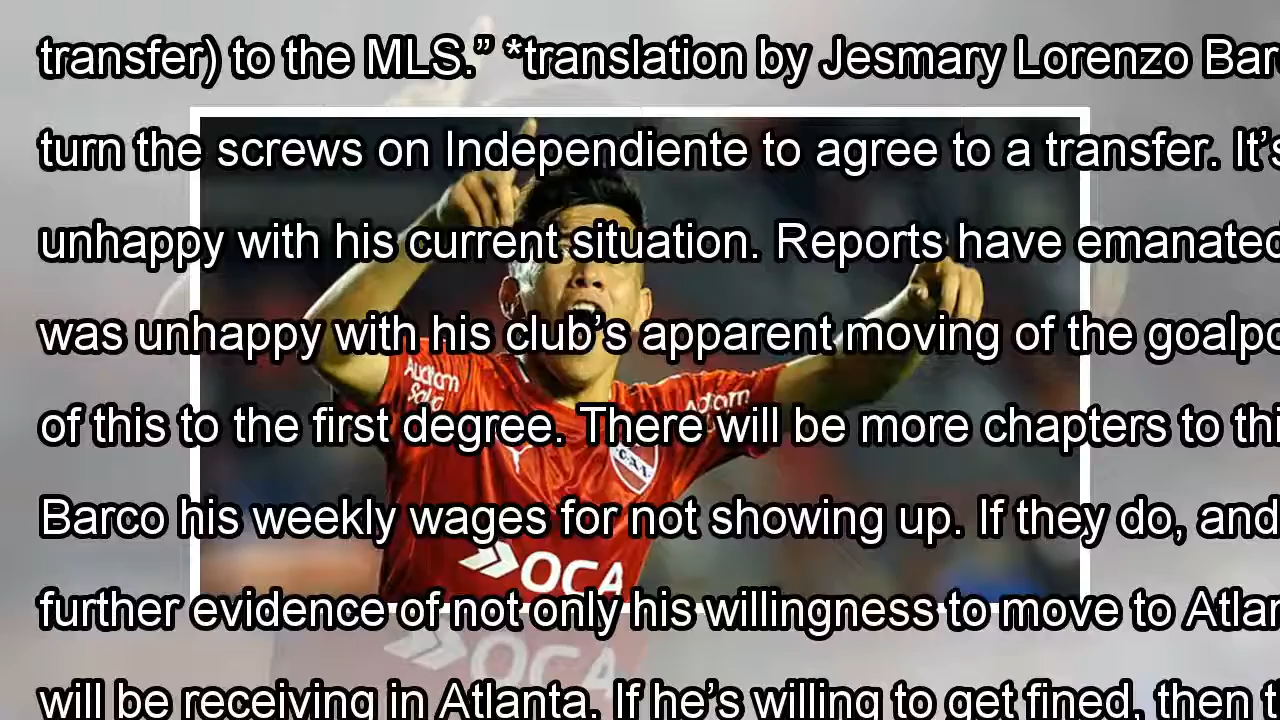 transfer) to the MLS.” *translation by Jesmary Lorenzo
turn the screws on Independiente to agree to a transfer. It’s
unhappy with his current situation. Reports have emanated
was unhappy with his club’s apparent moving of the
of this to the first degree. There will be more chapters to
Barco his weekly wages for not showing up. If they do, and
further evidence of not only his willingness to move to
will be receiving in Atlanta. If he’s willing to get fined, then
C.A.I.
OCA
OCA